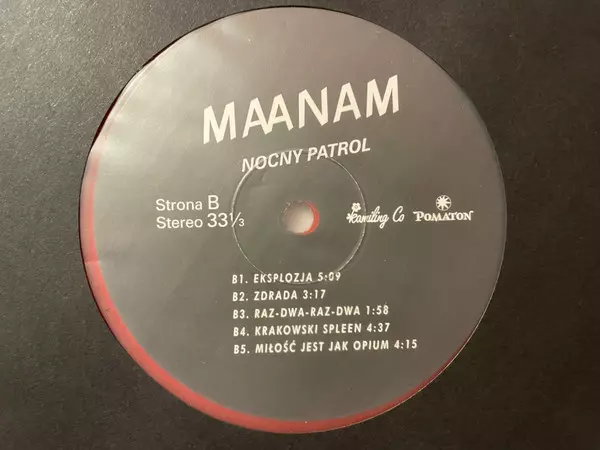 MAANAM
NOCNY PATROL
Strona B
Stereo 33⅓
Kamiling Co POMATON
B1. EKSPLOZJA 5:09
B2. ZDRADA 3:17
B3. RAZ-DWA-RAZ-DWA 1:58
B4. KRAKOWSKI SPLEEN 4:37
B5. MIŁOŚĆ JEST JAK OPIUM 4:15